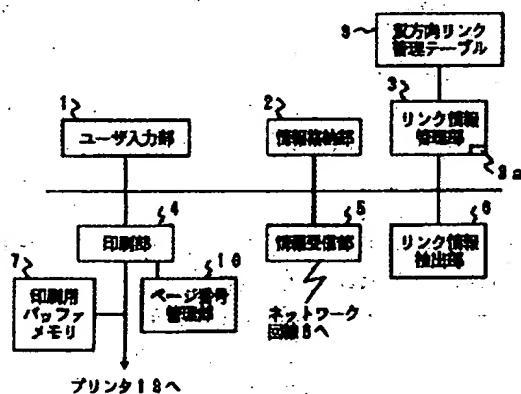 9
双方向リンク
管理テーブル
1
2
3
ユーザ入力部
情報格納部
リンク情報
管理部
3a
4
5
6
印刷部
情報受信部
リンク情報
抽出部
7
10
印刷用
バッファ
メモリ
ページ番号
管理部
ネットワーク
回線8へ
プリンタ12へ